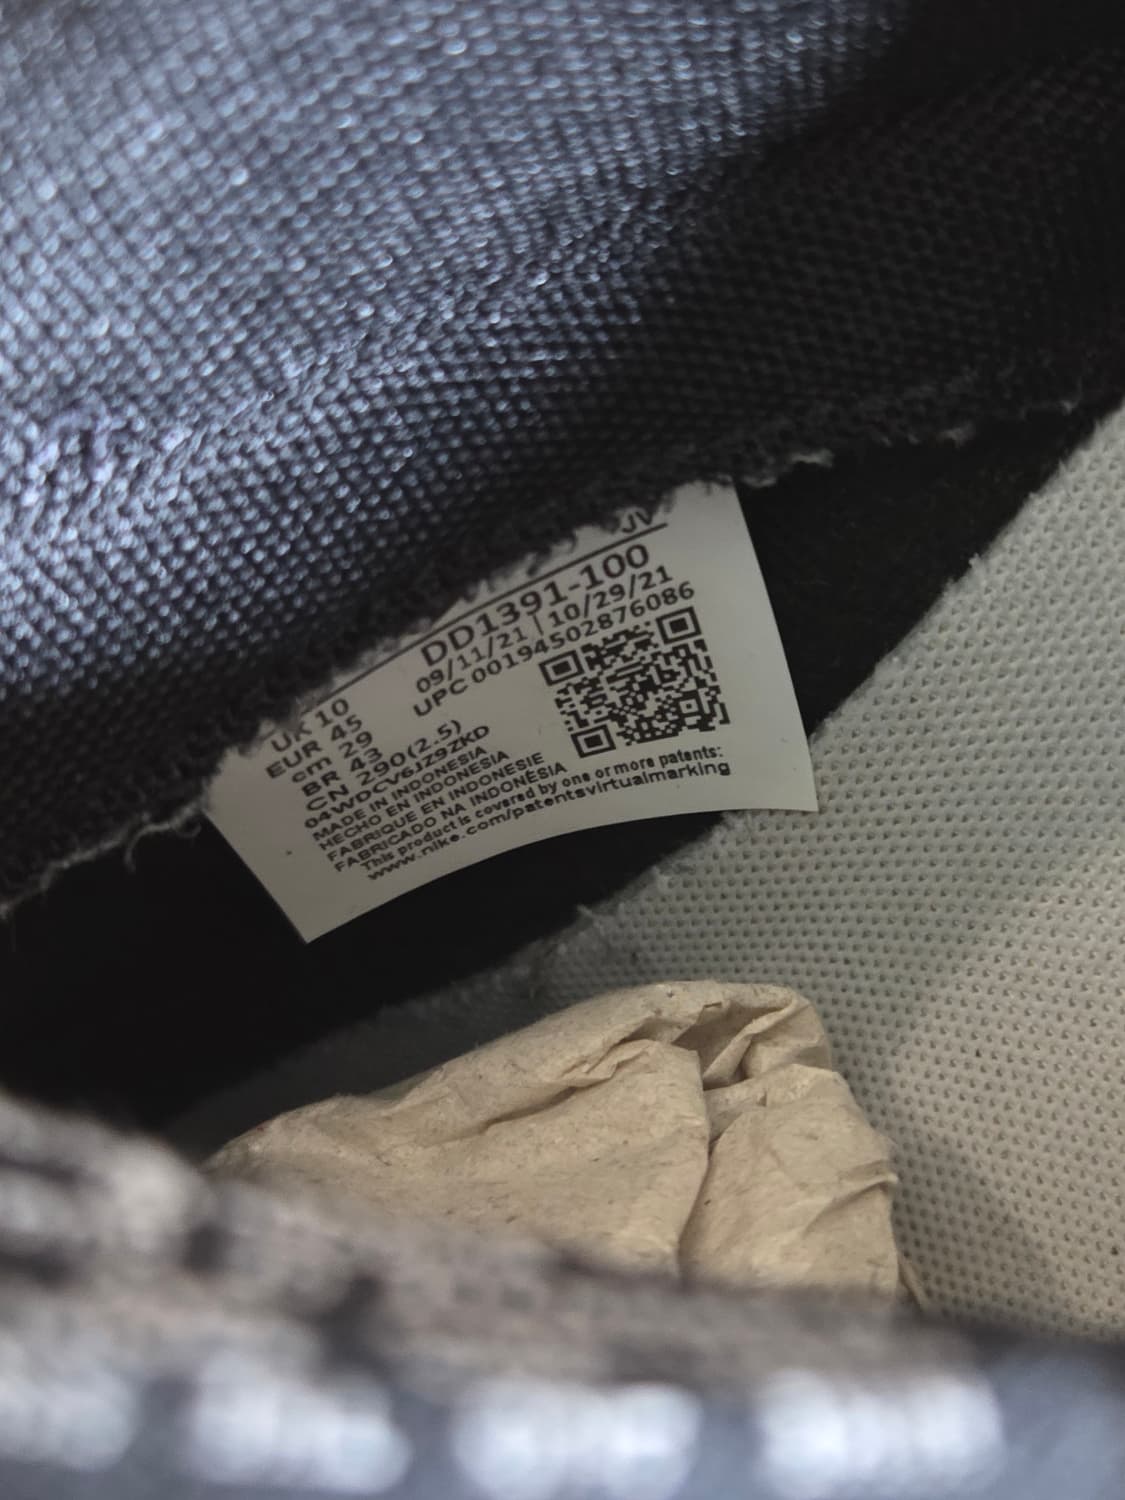 JV
DD1391-100
09/11/21 | 10/29/21
UPC 00194502876086
UK 10
EUR 45
cm 29
BR 43
CN 290(2.5)
MADE IN INDONESIA
HECHO EN INDONESIA
FABRIQUE EN INDONESIE
FABRICADO NA INDONÉSIA
This product is covered by one or more patents:
www.nike.com/patentsvirtualmarking